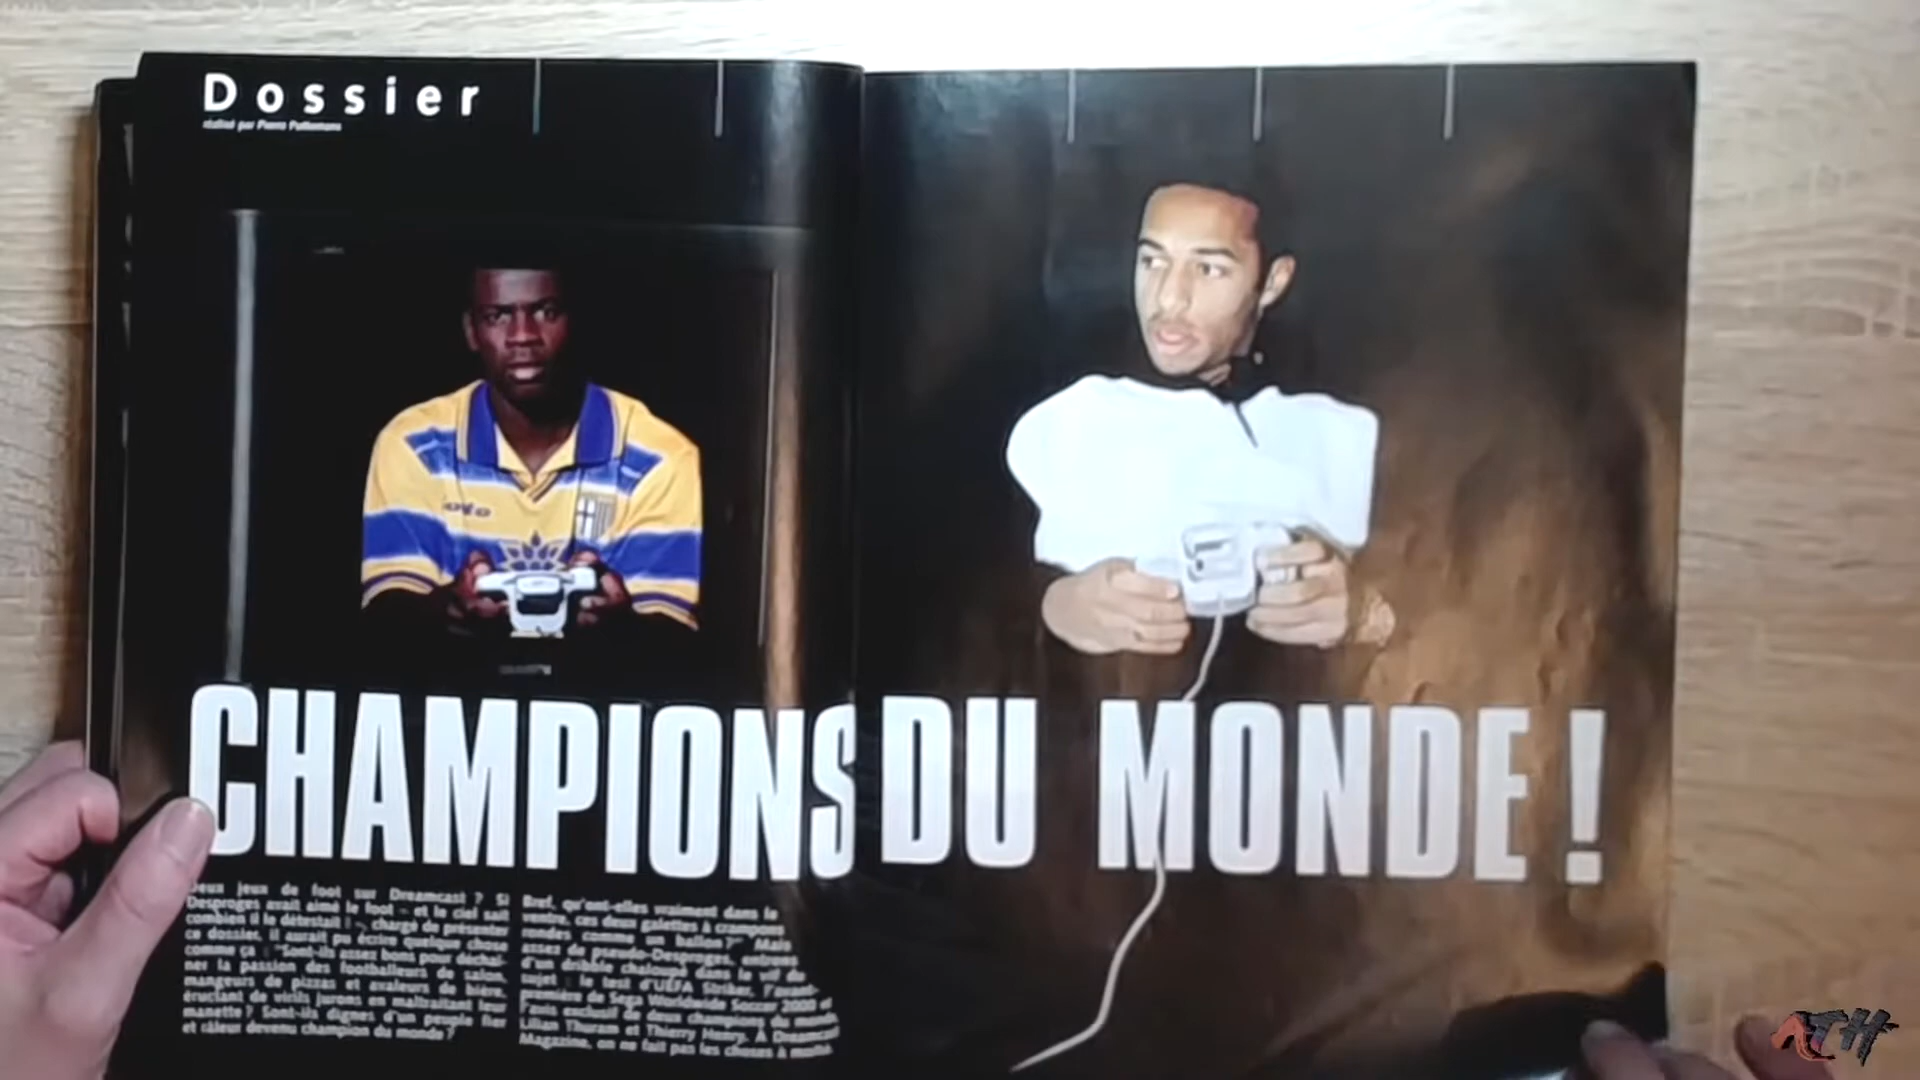 Dossier
réalisé par Pierre
CHAMPIONS DU MONDE !
Deux jeux de foot sur Dreamcast ? Si
Desproges avait aimé le foot – et le ciel sait
combien il le détestait ! –, chargé de présenter
ce dossier, il aurait pu écrire quelque chose
comme ça : "Sont-ils assez bons pour déchaî-
ner la passion des footballeurs de salon,
mangeurs de pizzas et avaleurs de bière,
éructant de virils jurons en maltraitant leur
manette ? Sont-ils dignes d'un peuple fier
et râleur devenu champion du monde ?
Bref, qu'ont-elles vraiment dans le
ventre, ces deux galettes à crampons
rondes comme un ballon ?" Mais
assez de pseudo-Desproges, entrons
d'un dribble chaloupé dans le vif du
sujet : le test d'UEFA Striker, l'avant-
première de Sega Worldwide Soccer 2000 et
l'avis exclusif de deux champions du monde
Lilian Thuram et Thierry Henry. À Dreamcast
Magazine, on ne fait pas les choses à moitié
ATH